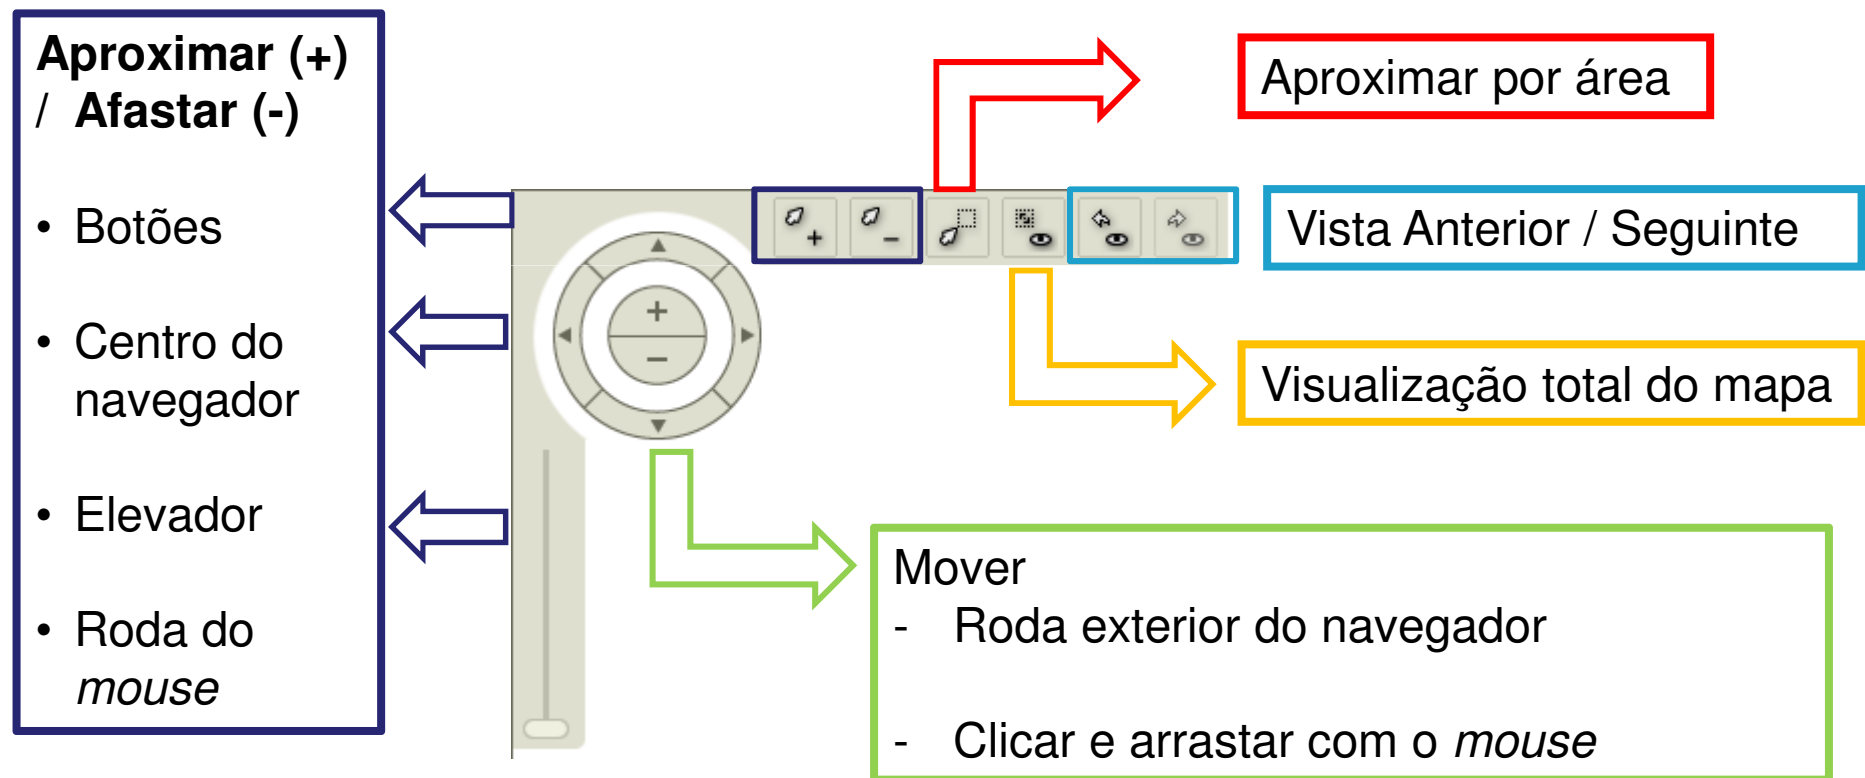 Aproximar (+)
/ Afastar (-)
• Botões
• Centro do
navegador
• Elevador
• Roda do
mouse
Aproximar por área
Vista Anterior / Seguinte
Visualização total do mapa
+
−
+
−
Mover
- Roda exterior do navegador
- Clicar e arrastar com o mouse